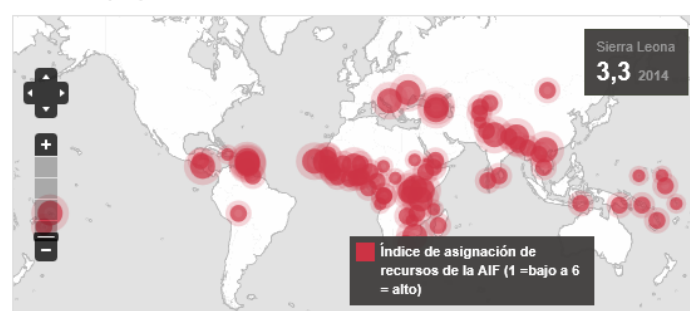 Sierra Leona
3,3 2014
Índice de asignación de
recursos de la AIF (1 =bajo a 6
= alto)